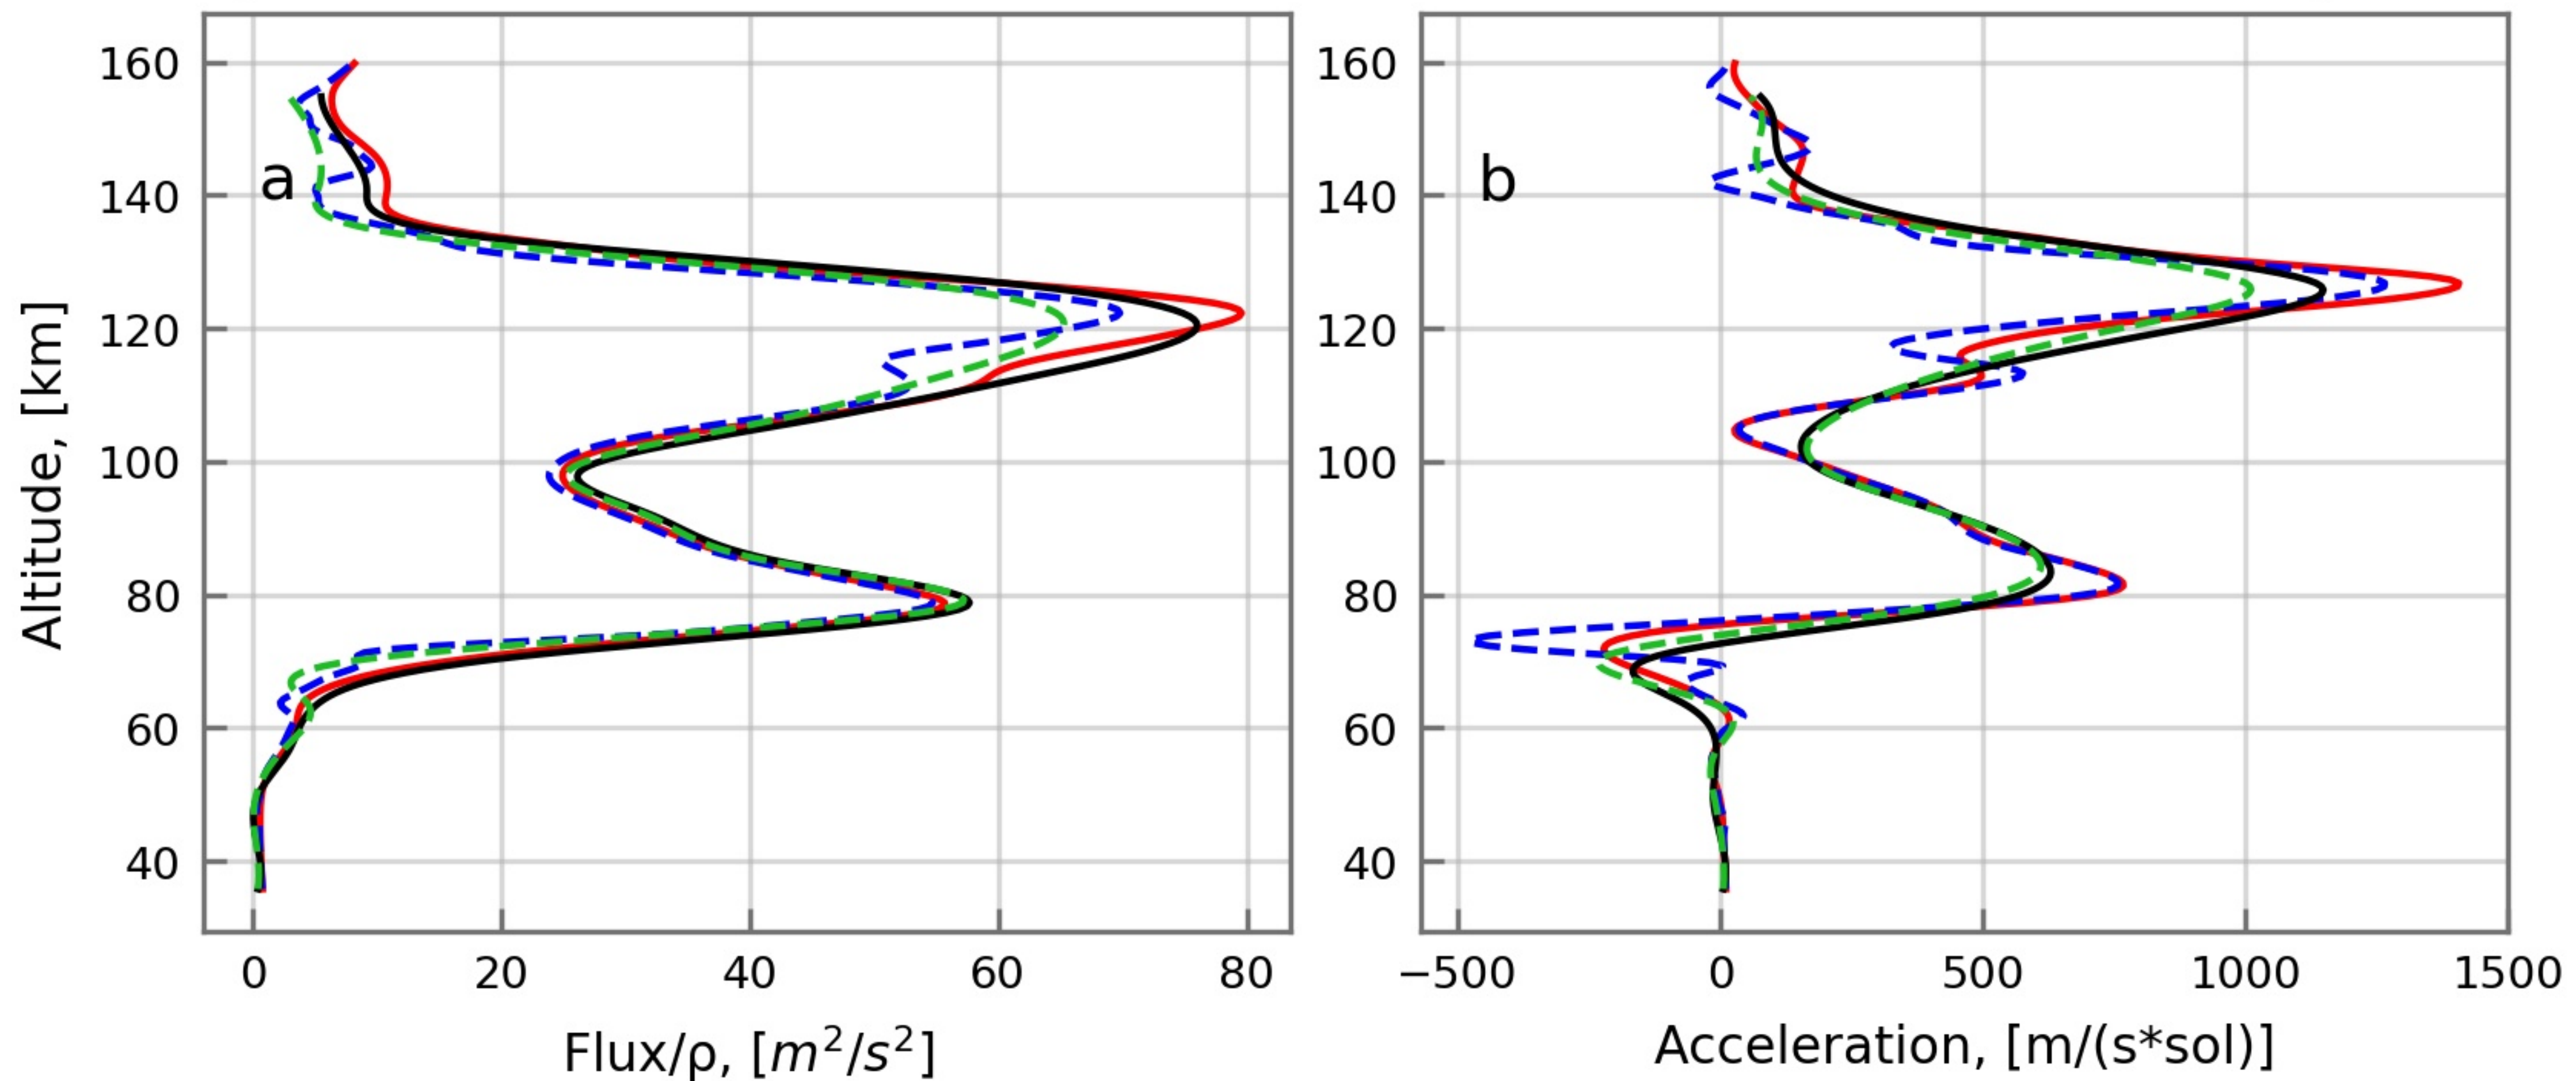 160
140
120
100
80
60
40
Altitude, [km]
a
0 20 40 60 80
Flux/ρ, [m²/s²]
160
140
120
100
80
60
40
b
−500 0 500 1000 1500
Acceleration, [m/(s*sol)]